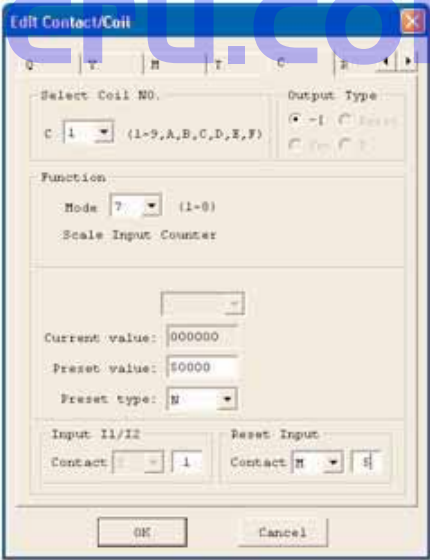 Edit Contact/Coil
Q Y M T C R
Select Coil NO.
Output Type
C 1 (1-9,A,B,C,D,E,F)
-[ Reset
P
Function
Mode 7 (1-8)
Scale Input Counter
Current value: 000000
Preset value: 50000
Preset type: N
Input I1/I2
Reset Input
Contact 1
Contact M 5
OK Cancel